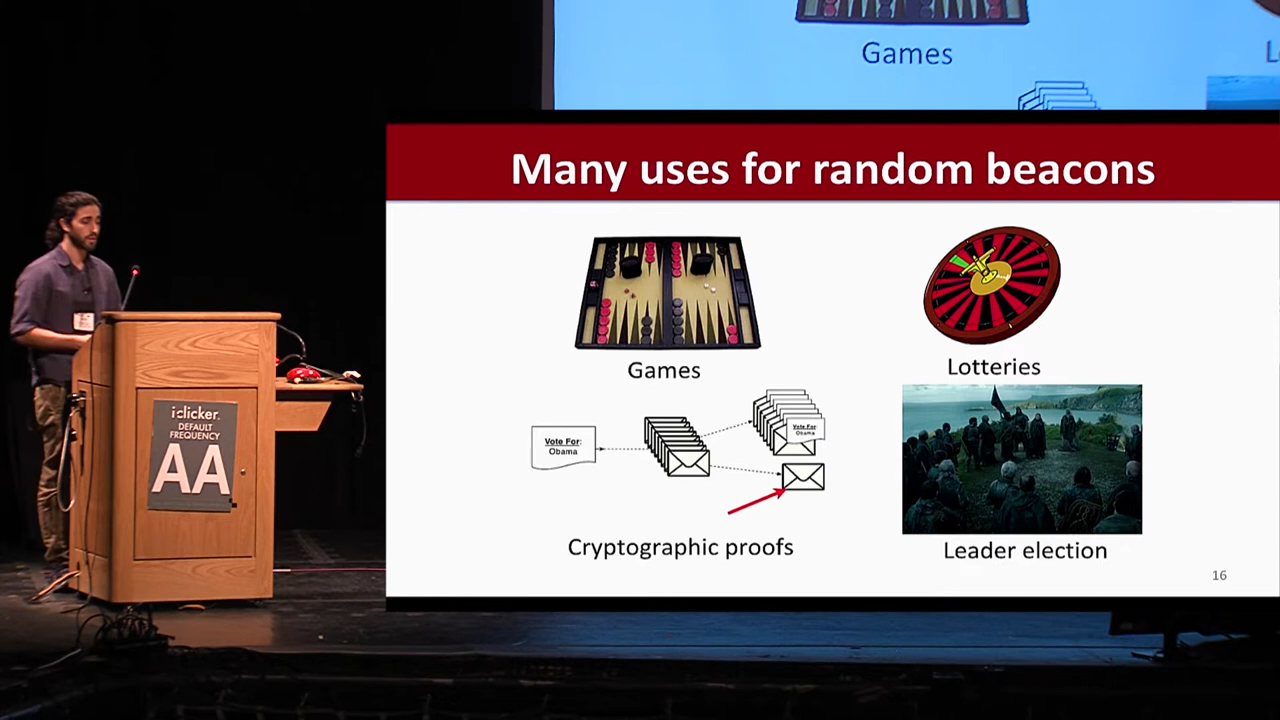 Games
Many uses for random beacons
Games
Lotteries
Vote For:
Obama
Vote For:
Obama
Cryptographic proofs
Leader election
16
i>clicker.
DEFAULT
FREQUENCY
AA